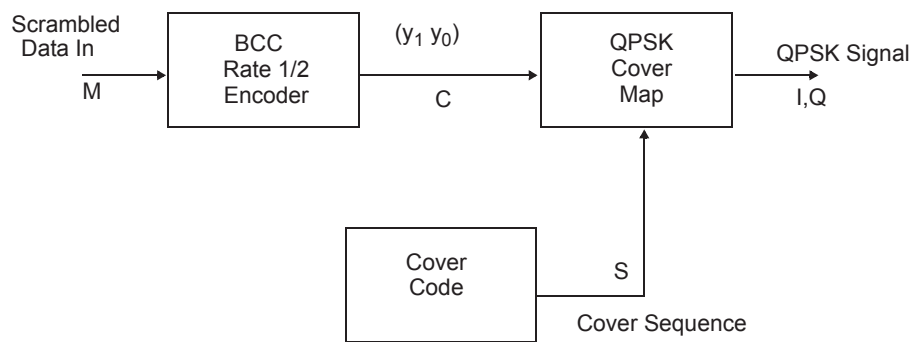 Scrambled
Data In
M
BCC
Rate 1/2
Encoder
(y₁ y₀)
C
QPSK
Cover
Map
QPSK Signal
I,Q
Cover
Code
S
Cover Sequence